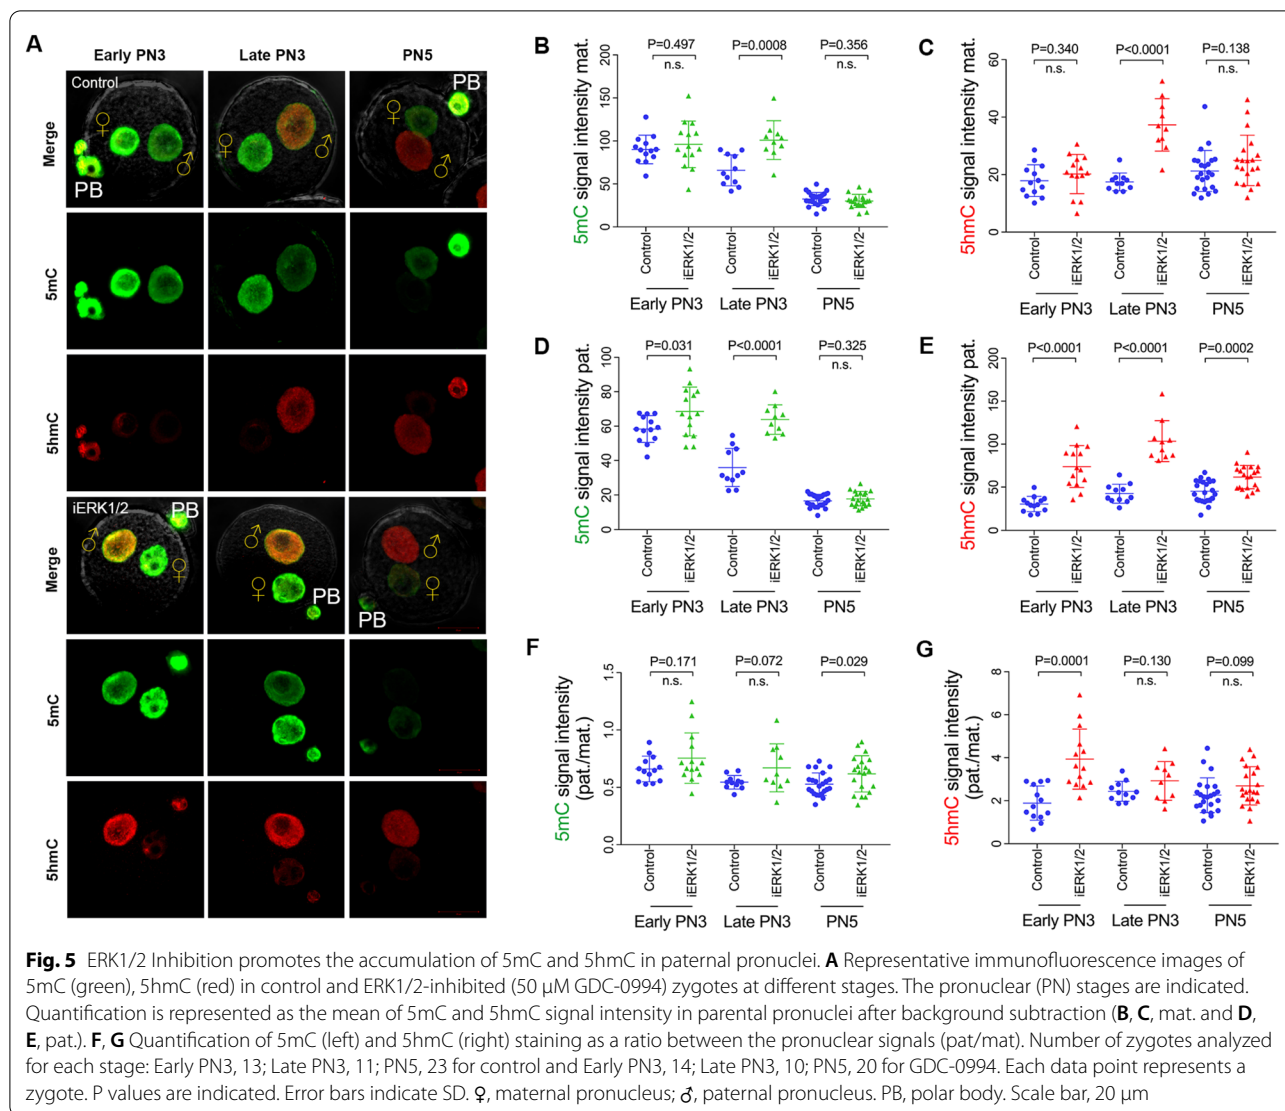 A
Early PN3
Late PN3
PN5
Merge
Control
♀
♂
PB
♀
♂
♀
♂
PB
5mC
5hmC
Merge
iERK1/2
♂
♀
PB
♂
♀
PB
♂
♀
PB
5mC
5hmC
B
5mC signal intensity mat.
200
150
100
50
0
P=0.497
n.s.
P=0.0008
P=0.356
n.s.
Control
iERK1/2
Control
iERK1/2
Control
iERK1/2
Early PN3
Late PN3
PN5
C
5hmC signal intensity mat.
60
40
20
0
P=0.340
n.s.
P<0.0001
P=0.138
n.s.
Control
iERK1/2
Control
iERK1/2
Control
iERK1/2
Early PN3
Late PN3
PN5
D
5mC signal intensity pat.
100
80
60
40
20
0
P=0.031
P<0.0001
P=0.325
n.s.
Control
iERK1/2
Control
iERK1/2
Control
iERK1/2
Early PN3
Late PN3
PN5
E
5hmC signal intensity pat.
200
150
100
50
0
P<0.0001
P<0.0001
P=0.0002
Control
iERK1/2
Control
iERK1/2
Control
iERK1/2
Early PN3
Late PN3
PN5
F
5mC signal intensity
(pat./mat.)
1.5
1.0
0.5
0.0
P=0.171
n.s.
P=0.072
n.s.
P=0.029
Control
iERK1/2
Control
iERK1/2
Control
iERK1/2
Early PN3
Late PN3
PN5
G
5hmC signal intensity
(pat./mat.)
8
6
4
2
0
P=0.0001
P=0.130
n.s.
P=0.099
n.s.
Control
iERK1/2
Control
iERK1/2
Control
iERK1/2
Early PN3
Late PN3
PN5
Fig. 5 ERK1/2 Inhibition promotes the accumulation of 5mC and 5hmC in paternal pronuclei. A Representative immunofluorescence images of
5mC (green), 5hmC (red) in control and ERK1/2-inhibited (50 μM GDC-0994) zygotes at different stages. The pronuclear (PN) stages are indicated.
Quantification is represented as the mean of 5mC and 5hmC signal intensity in parental pronuclei after background subtraction (B, C, mat. and D,
E, pat.). F, G Quantification of 5mC (left) and 5hmC (right) staining as a ratio between the pronuclear signals (pat/mat). Number of zygotes analyzed
for each stage: Early PN3, 13; Late PN3, 11; PN5, 23 for control and Early PN3, 14; Late PN3, 10; PN5, 20 for GDC-0994. Each data point represents a
zygote. P values are indicated. Error bars indicate SD. ♀, maternal pronucleus; ♂, paternal pronucleus. PB, polar body. Scale bar, 20 μm